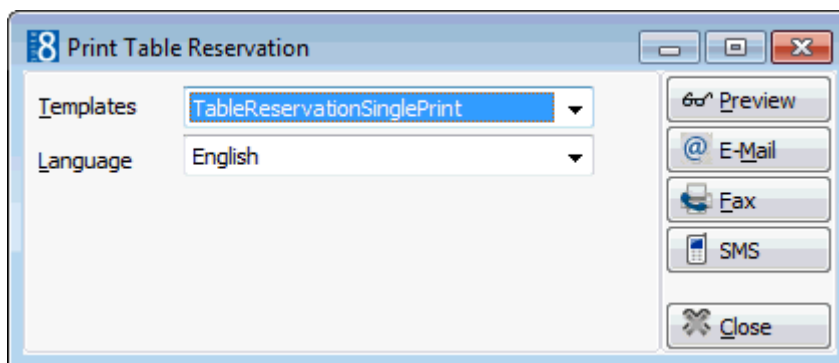 8 Print Table Reservation
Templates TableReservationSinglePrint
Language English
Preview
E-Mail
Fax
SMS
Close